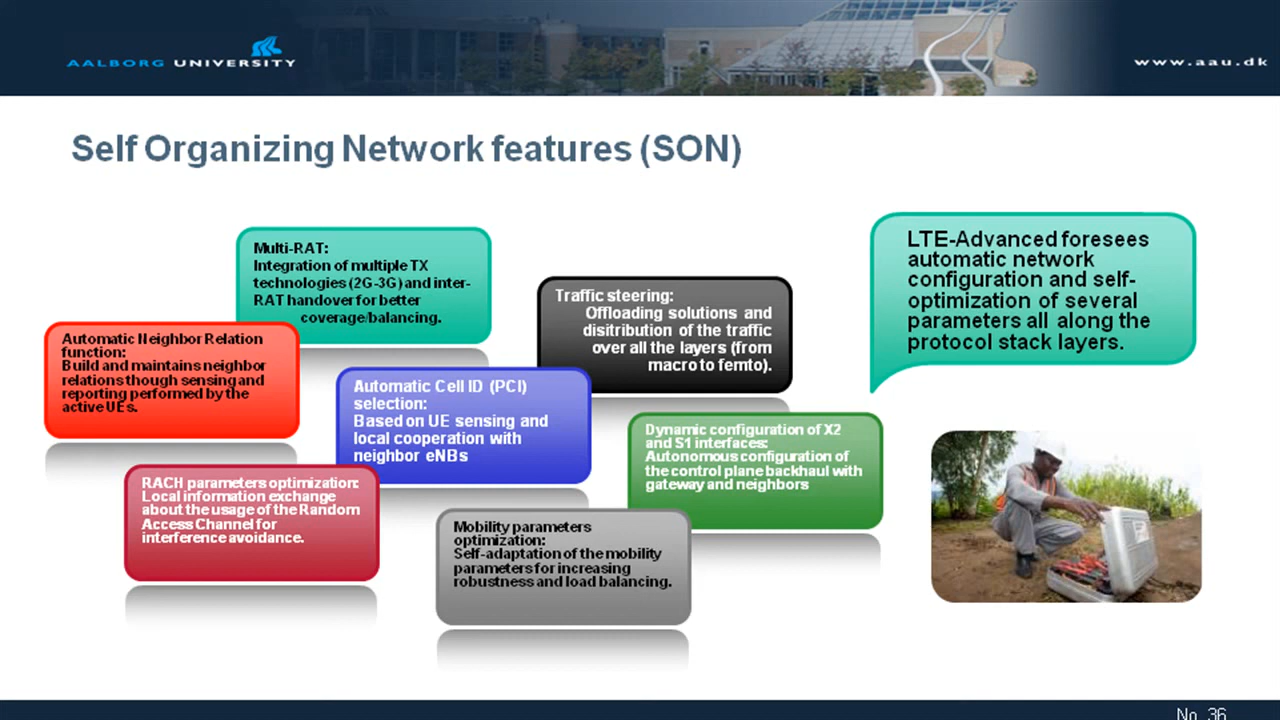 AALBORG UNIVERSITY
www.aau.dk
Self Organizing Network features (SON)
Multi-RAT:
Integration of multiple TX
technologies (2G-3G) and inter-
RAT handover for better
coverage/balancing.
Traffic steering:
Offloading solutions and
disitribution of the traffic
over all the layers (from
macro to femto).
LTE-Advanced foresees
automatic network
configuration and self-
optimization of several
parameters all along the
protocol stack layers.
Automatic Neighbor Relation
function:
Build and maintains neighbor
relations though sensing and
reporting performed by the
active UEs.
Automatic Cell ID (PCI)
selection:
Based on UE sensing and
local cooperation with
neighbor eNBs
Dynamic configuration of X2
and S1 interfaces:
Autonomous configuration of
the control plane backhaul with
gateway and neighbors
RACH parameters optimization:
Local information exchange
about the usage of the Random
Access Channel for
interference avoidance.
Mobility parameters
optimization:
Self-adaptation of the mobility
parameters for increasing
robustness and load balancing.
No. 36